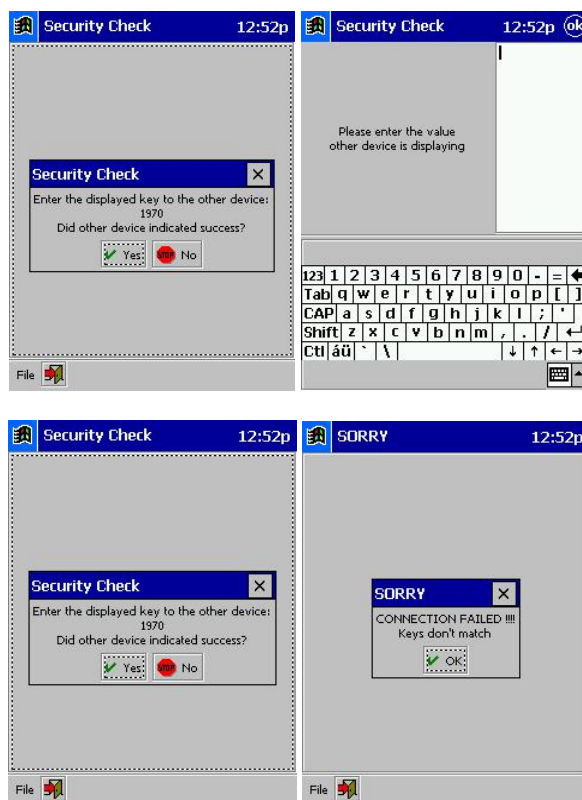 Security Check 12:52p
Security Check
Enter the displayed key to the other device:
1970
Did other device indicated success?
Yes No
File
Security Check 12:52p ok
Please enter the value
other device is displaying
123 1 2 3 4 5 6 7 8 9 0 - =
Tab q w e r t y u i o p [ ]
CAP a s d f g h j k l ; '
Shift z x c v b n m , . /
Ctl áü ` \
Security Check 12:52p
Security Check
Enter the displayed key to the other device:
1970
Did other device indicated success?
Yes No
File
SORRY 12:52p
SORRY
CONNECTION FAILED !!!!
Keys don't match
OK
File